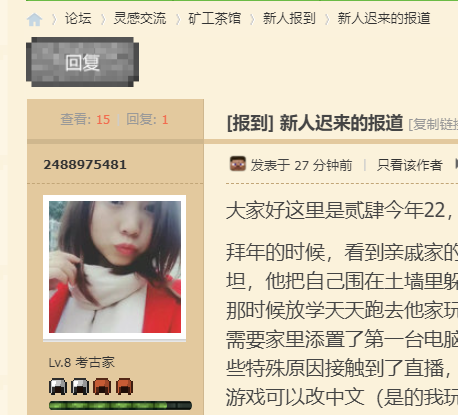 论坛 › 灵感交流 › 矿工茶馆 › 新人报到 › 新人迟来的报道
回复
查看: 15 | 回复: 1
[报到] 新人迟来的报道 [复制链接
2488975481
发表于 27 分钟前 | 只看该作者
大家好这里是贰肆今年22，
拜年的时候，看到亲戚家的
坦，他把自己围在土墙里躲
那时候放学天天跑去他家玩
需要家里添置了第一台电脑
些特殊原因接触到了直播，
游戏可以改中文（是的我玩
Lv.8 考古家